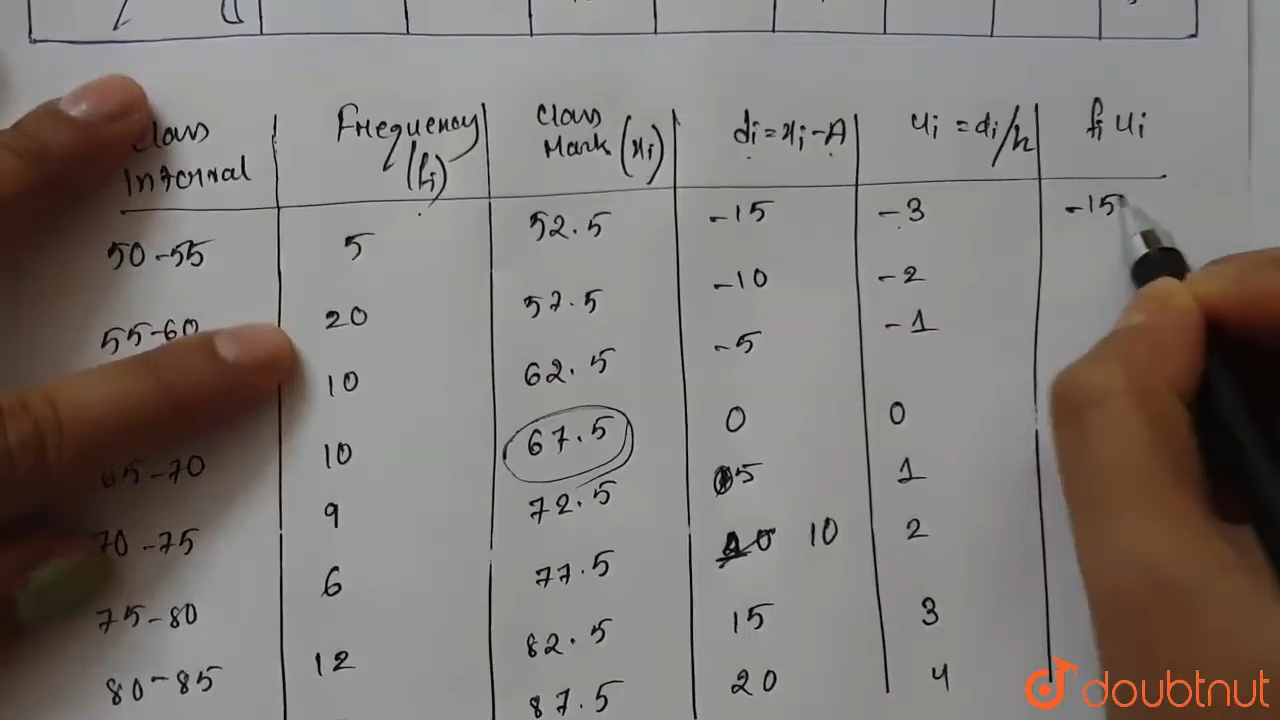 Class Interval | Frequency (fi) | Class Mark (xi) | di = xi - A | ui = di/h | fi ui
50-55 | 5 | 52.5 | -15 | -3 | -15
55-60 | 20 | 57.5 | -10 | -2
10 | 62.5 | -5 | -1
65-70 | 10 | 67.5 | 0 | 0
70-75 | 9 | 72.5 | 5 | 1
75-80 | 6 | 77.5 | 10 | 2
80-85 | 12 | 82.5 | 15 | 3
87.5 | 20 | 4
doubtnut